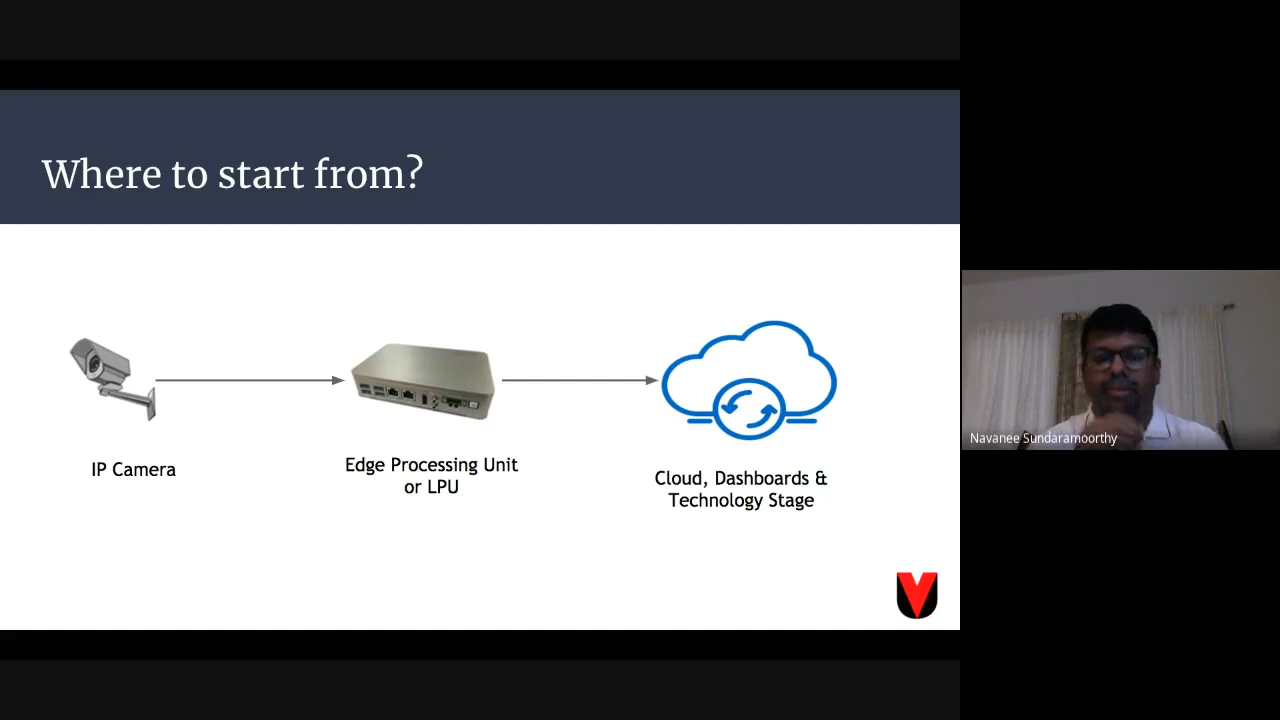 Where to start from?
IP Camera
Edge Processing Unit
or LPU
Cloud, Dashboards &
Technology Stage
Navanee Sundaramoorthy